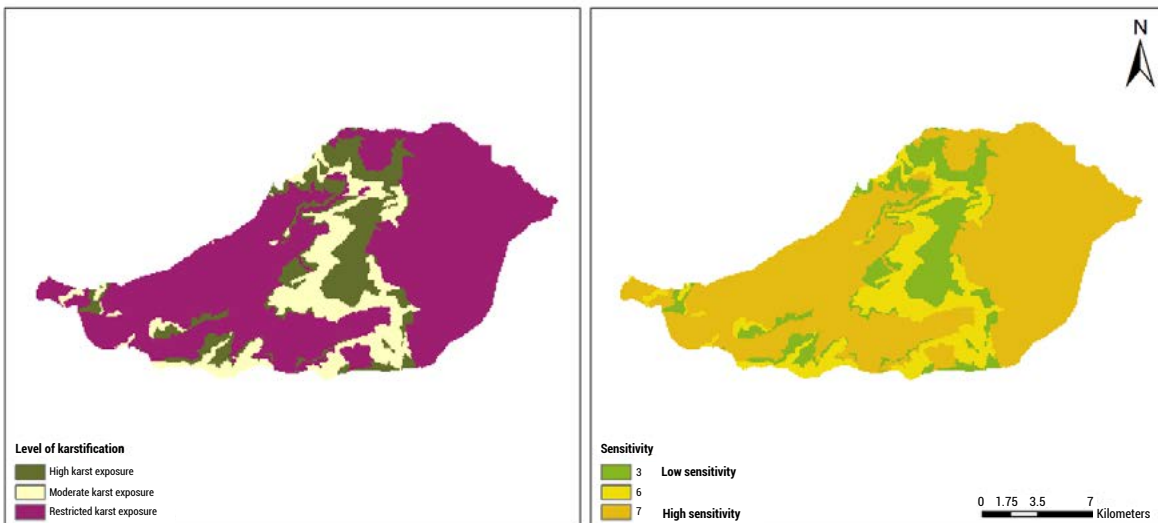 Level of karstification
High karst exposure
Moderate karst exposure
Restricted karst exposure
N
Sensitivity
3 Low sensitivity
6
7 High sensitivity
0 1.75 3.5 7
Kilometers